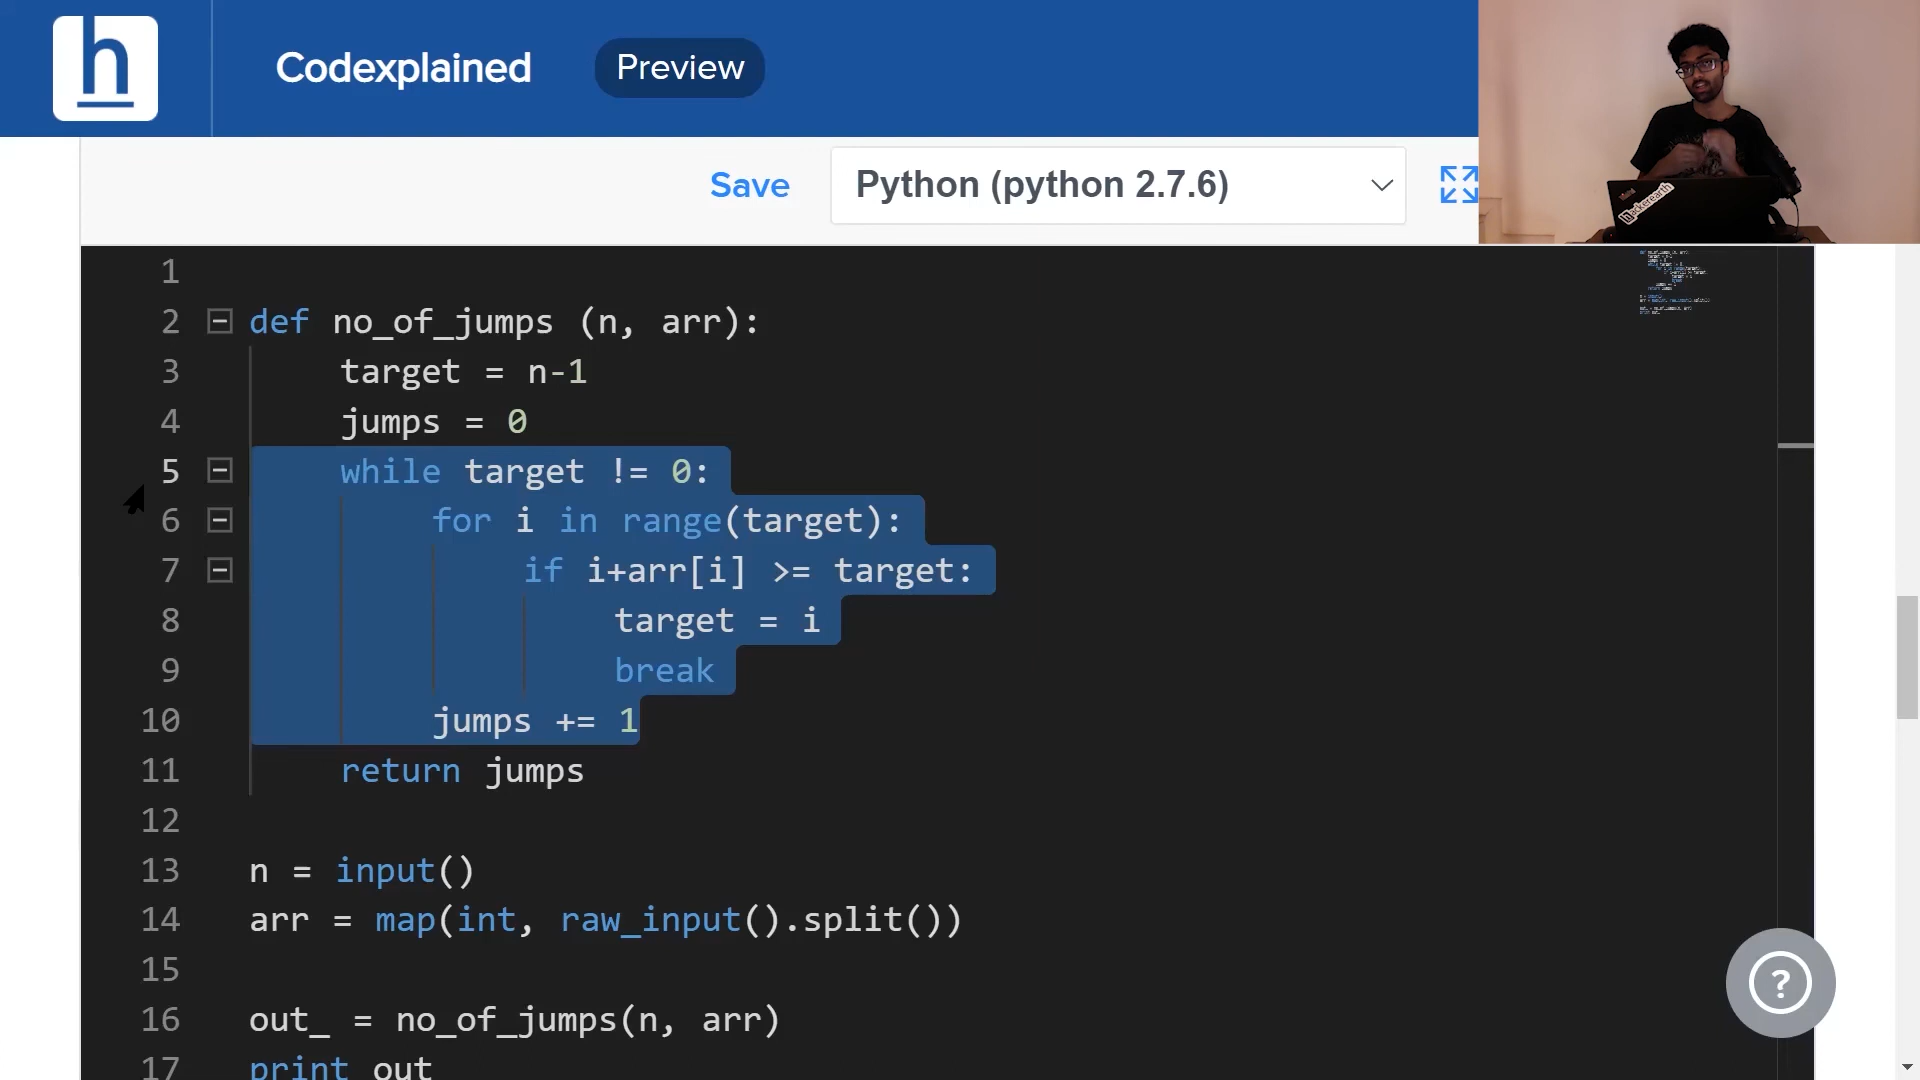 h
Codexplained
Preview
Save
Python (python 2.7.6)
hackerearth
1
2 def no_of_jumps (n, arr):
3 target = n-1
4 jumps = 0
5 while target != 0:
6 for i in range(target):
7 if i+arr[i] >= target:
8 target = i
9 break
10 jumps += 1
11 return jumps
12
13 n = input()
14 arr = map(int, raw_input().split())
15
16 out_ = no_of_jumps(n, arr)
17 print out
?